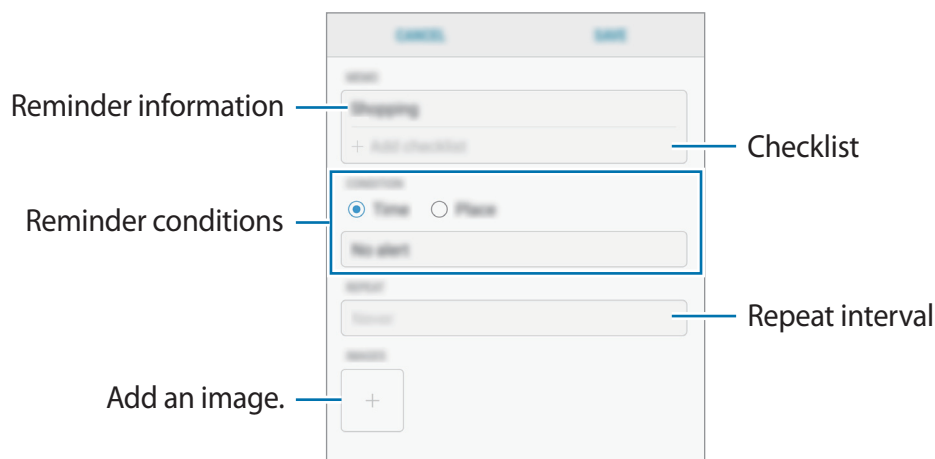 CANCEL SAVE
Reminder information
Shopping
+ Add checklist
Checklist
CONDITION
Reminder conditions
Time Place
No alert
REPEAT
Repeat interval
Never
IMAGES
Add an image.
+